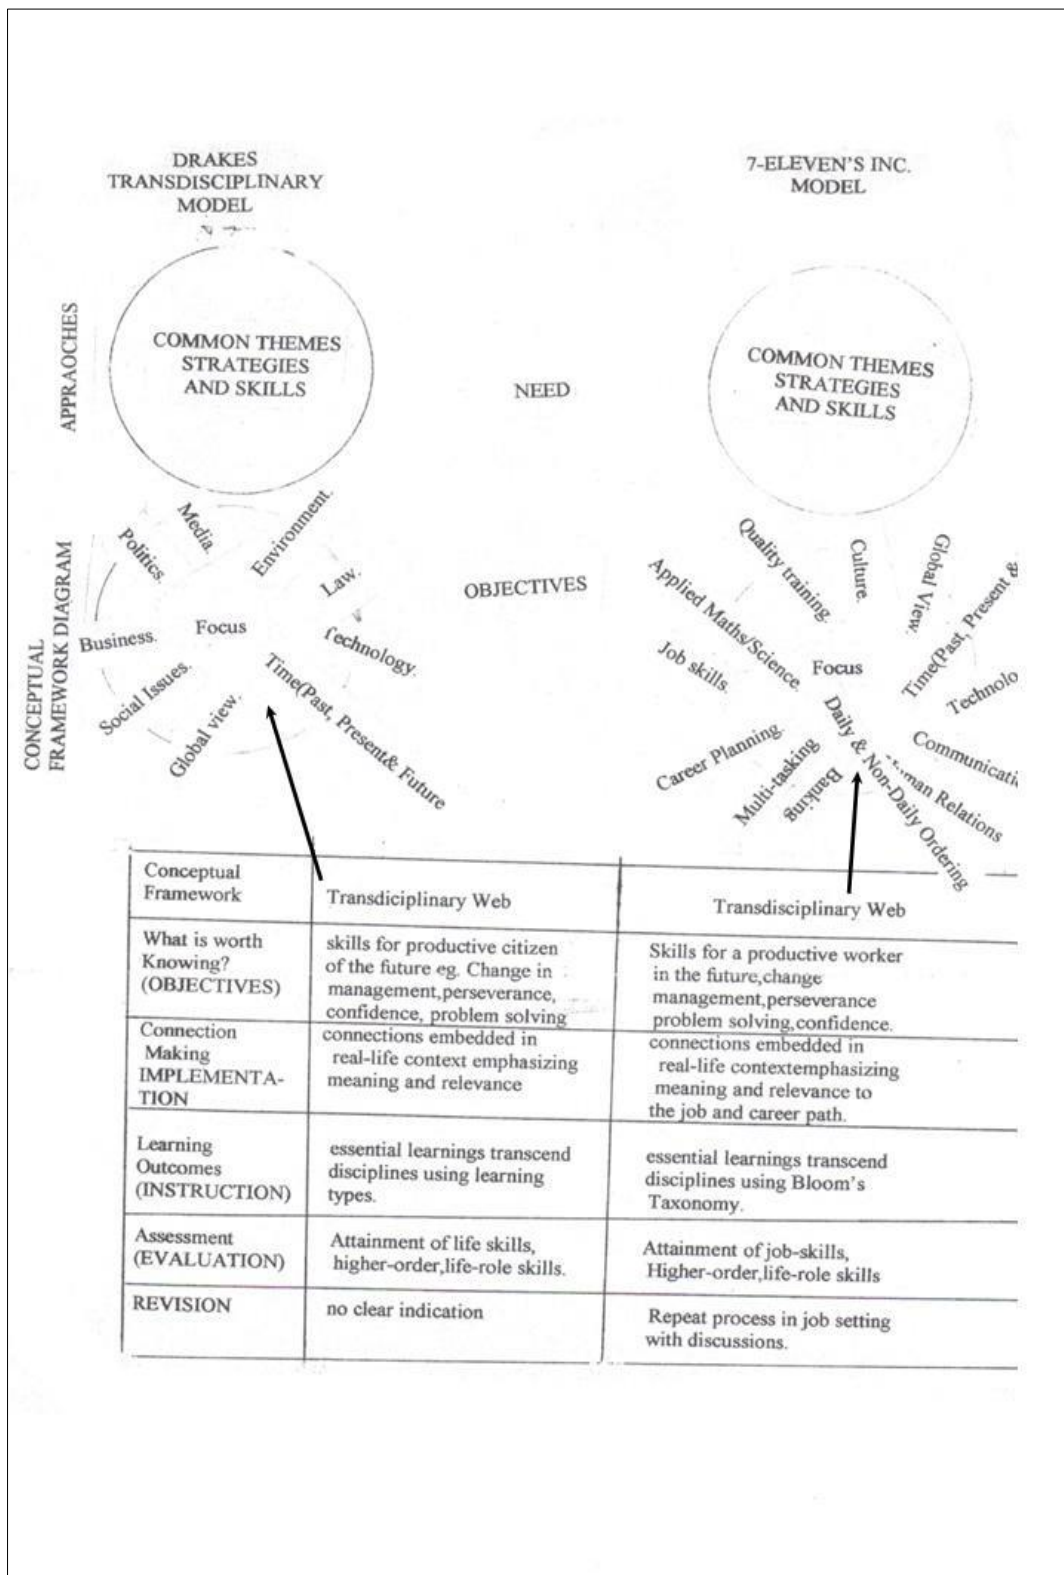 DRAKES
TRANSDISCIPLINARY
MODEL
7-ELEVEN'S INC.
MODEL
APPRAOCHES
COMMON THEMES
STRATEGIES
AND SKILLS
NEED
COMMON THEMES
STRATEGIES
AND SKILLS
CONCEPTUAL
FRAMEWORK DIAGRAM
Politics.
Media.
Environment.
Law.
Technology.
Time(Past, Present& Future
Global view.
Social Issues.
Business.
Focus
OBJECTIVES
Applied Maths/Science.
Quality training.
Culture.
Global View.
Time(Past, Present &
Technolo
Communicati
Human Relations
Daily & Non-Daily Ordering
Banking
Multi-tasking
Career Planning.
Job skills.
Focus
Conceptual
Framework
Transdiciplinary Web
Transdisciplinary Web
What is worth
Knowing?
(OBJECTIVES)
skills for productive citizen
of the future eg. Change in
management,perseverance,
confidence, problem solving
Skills for a productive worker
in the future,change
management,perseverance
problem solving,confidence.
Connection
Making
IMPLEMENTA-
TION
connections embedded in
real-life context emphasizing
meaning and relevance
connections embedded in
real-life contextemphasizing
meaning and relevance to
the job and career path.
Learning
Outcomes
(INSTRUCTION)
essential learnings transcend
disciplines using learning
types.
essential learnings transcend
disciplines using Bloom's
Taxonomy.
Assessment
(EVALUATION)
Attainment of life skills,
higher-order,life-role skills.
Attainment of job-skills,
Higher-order,life-role skills
REVISION
no clear indication
Repeat process in job setting
with discussions.